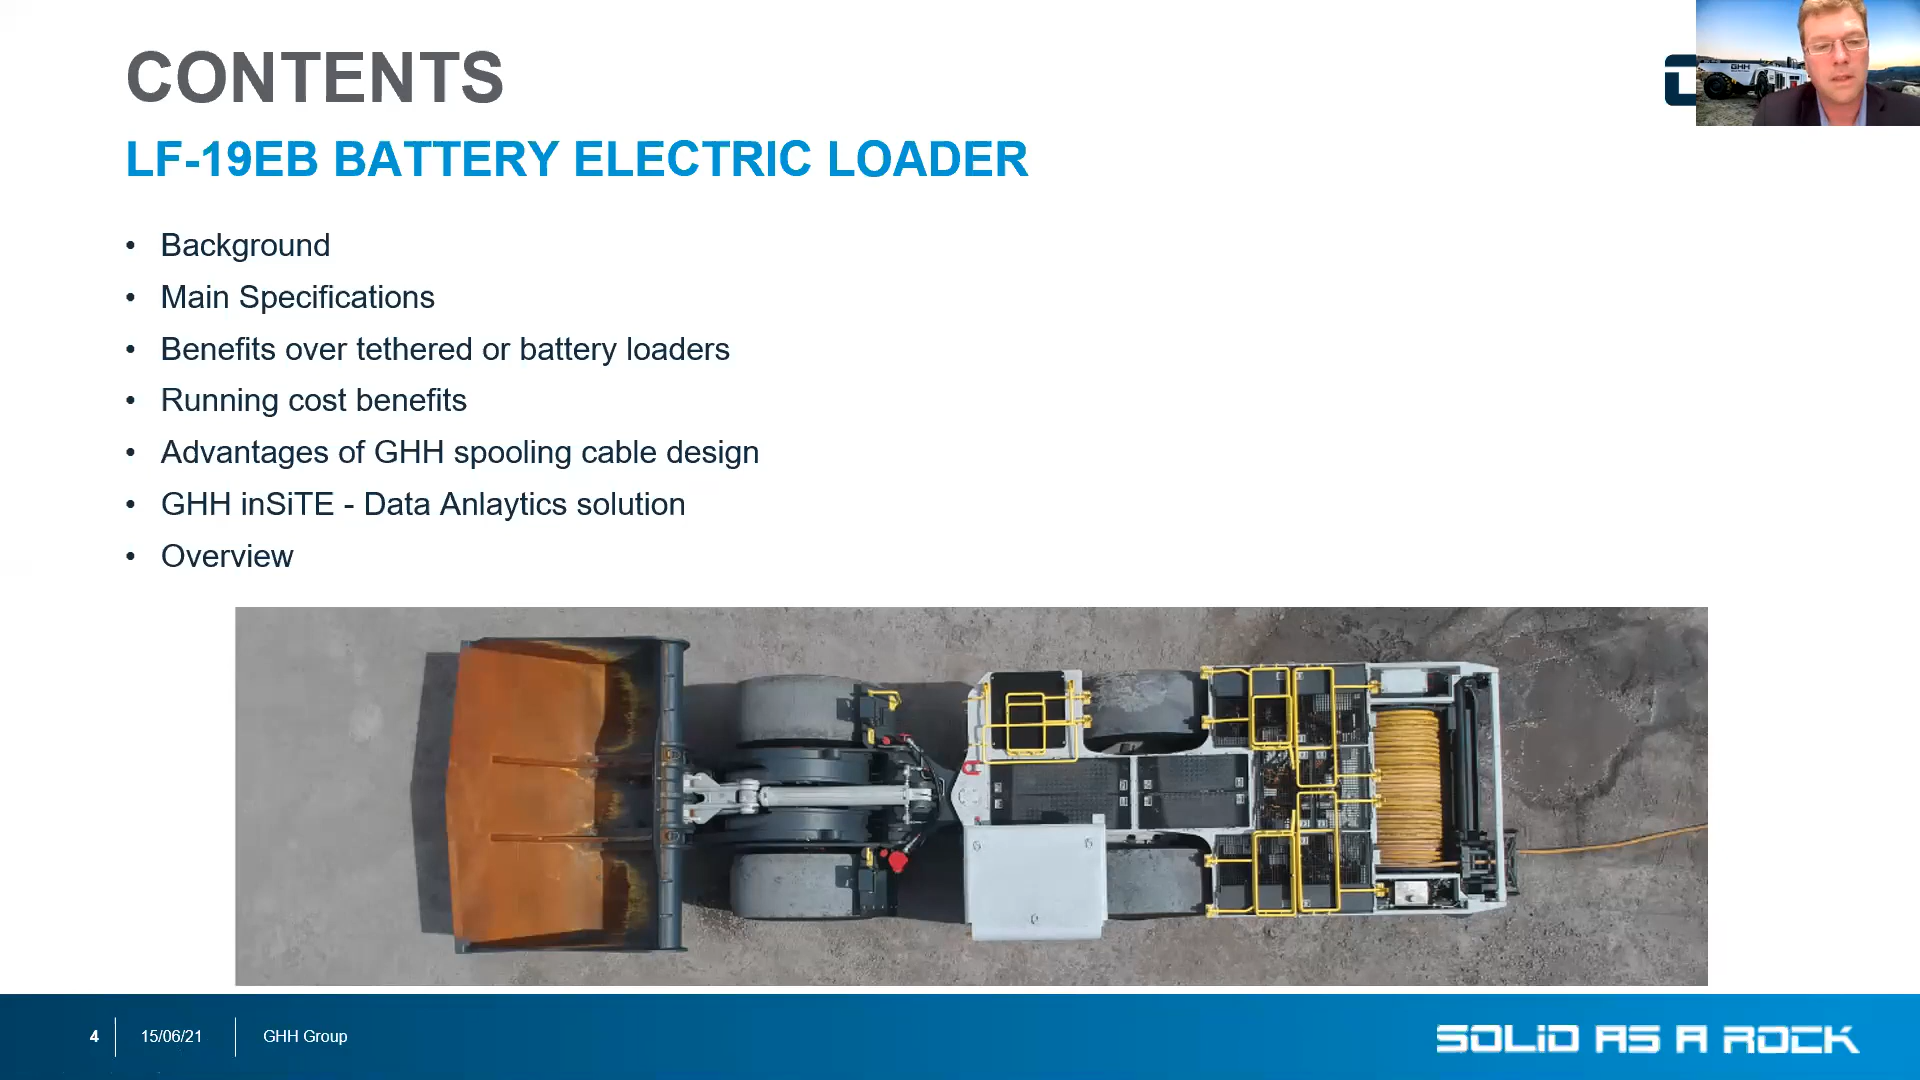 CONTENTS
LF-19EB BATTERY ELECTRIC LOADER
• Background
• Main Specifications
• Benefits over tethered or battery loaders
• Running cost benefits
• Advantages of GHH spooling cable design
• GHH inSiTE - Data Anlaytics solution
• Overview
GHH
4
15/06/21
GHH Group
SOLID AS A ROCK